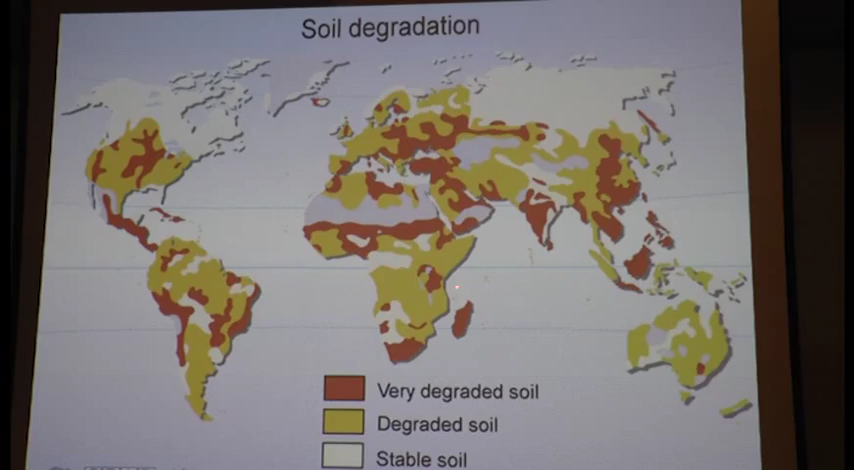 Soil degradation
Very degraded soil
Degraded soil
Stable soil